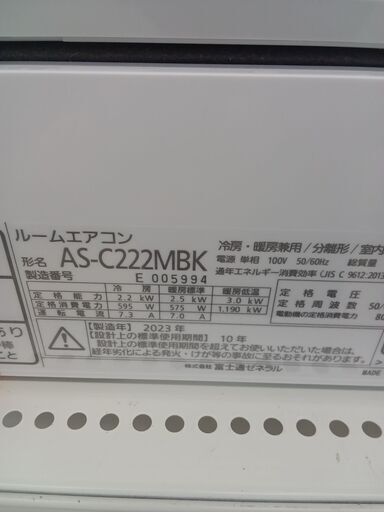 ルームエアコン
形名 AS-C222MBK
製造番号 E 005994
冷房・暖房兼用/分離形/室内
電源 単相 100V 50/60Hz 総質量
通年エネルギー消費効率(JIS C 9612:2013
冷房 暖房標準 暖房低温
定格能力 2.2 kW 2.5 kW 3.0 kW
定格消費電力 595 W 575 W 1,190 kW
運転電流 7.3 A 7.0 A
定格電圧
定格周波数 50/
電動機の定格消費電力 80
【製造年】2023年
【設計上の標準使用期間】10年
設計上の標準使用期間を超えてお使いいただいた場合は、
経年劣化による発火・けが等の事故に至るおそれがあります。
株式会社 富士通ゼネラル
MADE